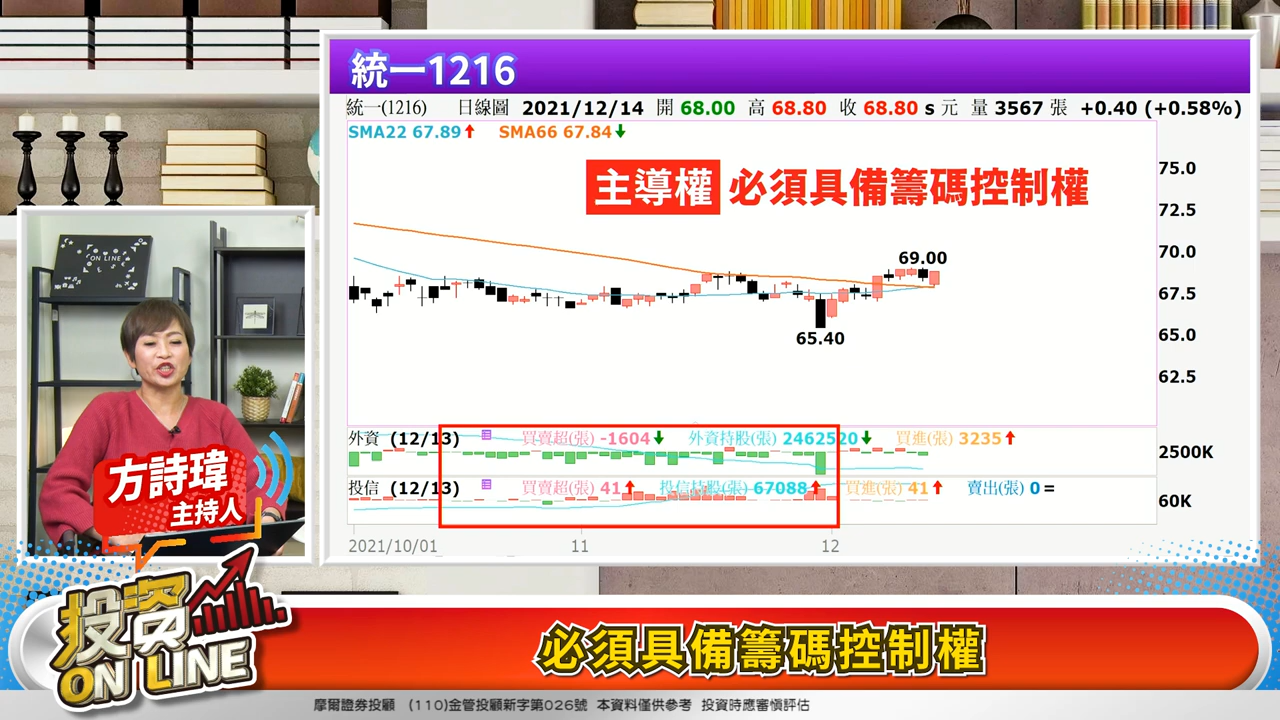 統一1216
統一(1216) 日線圖 2021/12/14 開 68.00 高 68.80 收 68.80 s 元 量 3567 張 +0.40 (+0.58%)
SMA22 67.89 SMA66 67.84
主導權 必須具備籌碼控制權
75.0
72.5
70.0
67.5
65.0
62.5
69.00
65.40
外資 (12/13) 買賣超(張) -1604 外資持股(張) 2462520 買進(張) 3235
2500K
投信 (12/13) 買賣超(張) 41 投信持股(張) 67088 買進(張) 41 賣出(張) 0 =
60K
2021/10/01 11 12
ON LINE
方詩瑋
主持人
投資
ON LINE
必須具備籌碼控制權
摩爾證券投顧 (110)金管投顧新字第026號 本資料僅供參考 投資時應審慎評估